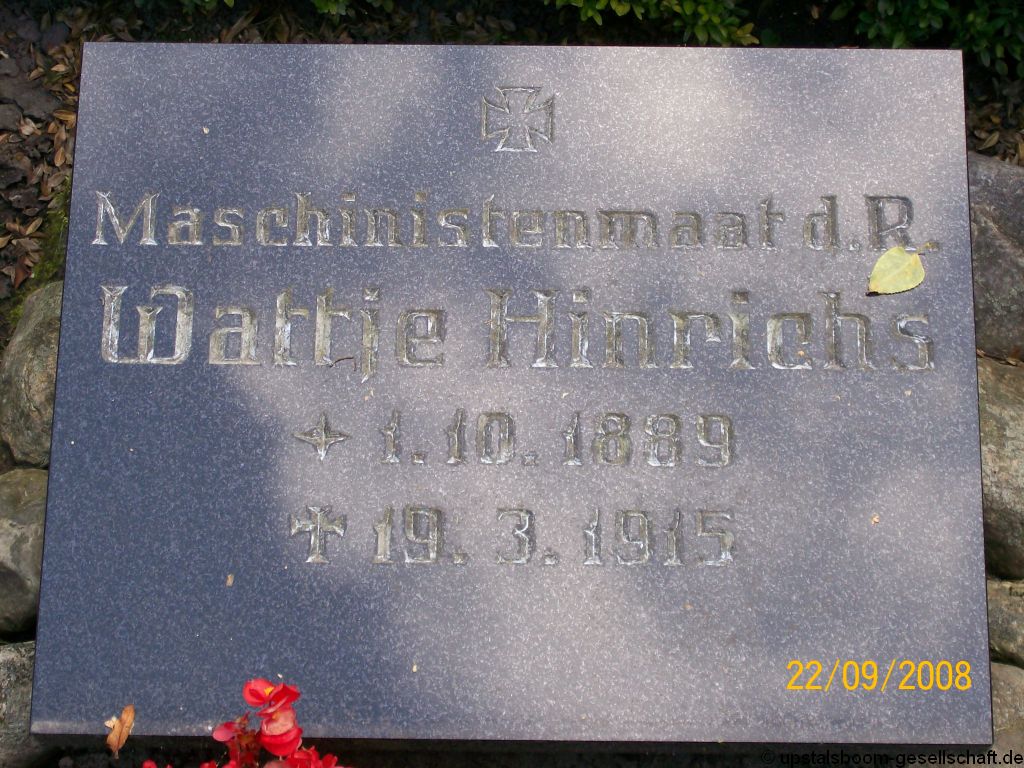 Maschinistenmaat d. R.
Wattje Hinrichs
1. 10. 1889
19. 3. 1915
22/09/2008
© upstalsboom-gesellschaft.de